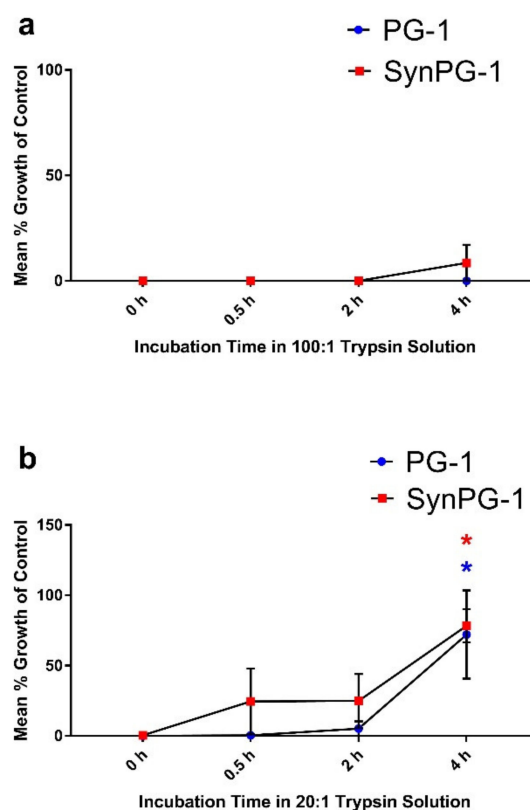 a
PG-1
SynPG-1
Mean % Growth of Control
100
50
0
0 h
0.5 h
2 h
4 h
Incubation Time in 100:1 Trypsin Solution
b
PG-1
SynPG-1
Mean % Growth of Control
150
100
50
0
*
*
0 h
0.5 h
2 h
4 h
Incubation Time in 20:1 Trypsin Solution